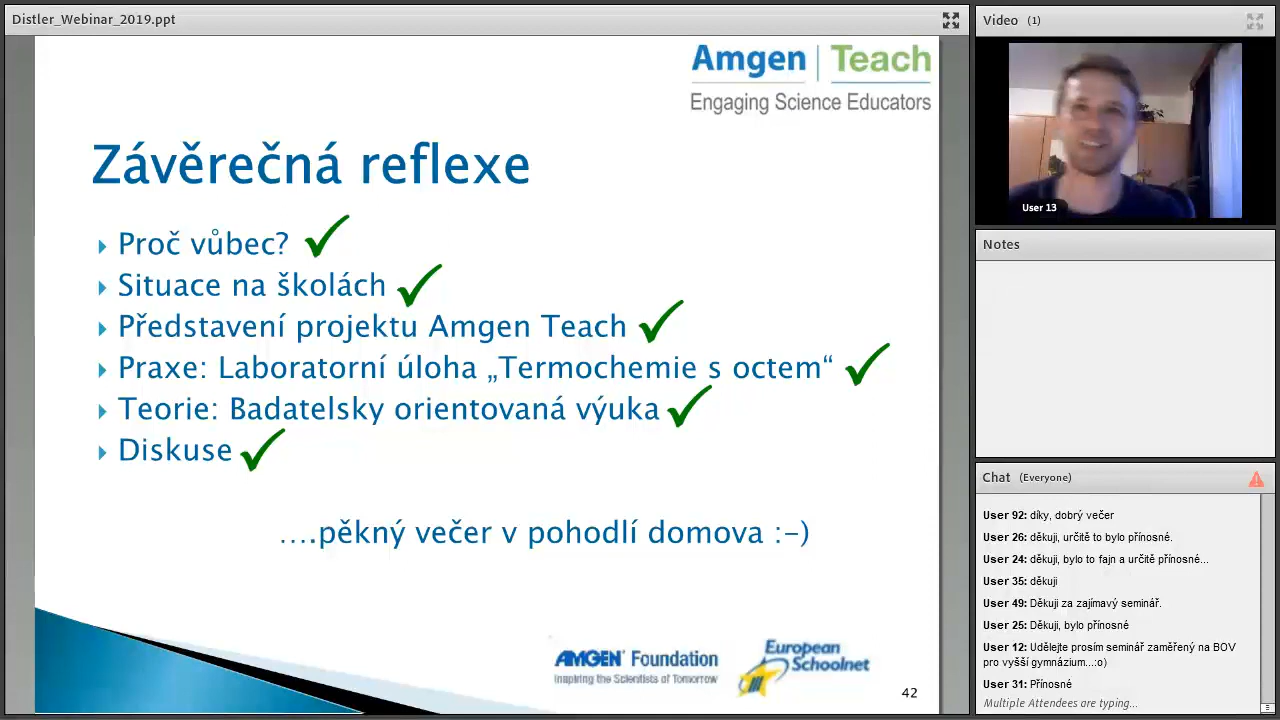 Distler_Webinar_2019.ppt
Amgen Teach
Engaging Science Educators
Závěrečná reflexe
Proč vůbec?
Situace na školách
Představení projektu Amgen Teach
Praxe: Laboratorní úloha „Termochemie s octem“
Teorie: Badatelsky orientovaná výuka
Diskuse
….pěkný večer v pohodlí domova :-)
AMGEN® Foundation
Inspiring the Scientists of Tomorrow
European
Schoolnet
42
Video (1)
User 13
Notes
Chat (Everyone)
User 92: díky, dobrý večer
User 26: děkuji, určitě to bylo přínosné.
User 24: děkuji, bylo to fajn a určitě přínosné...
User 35: děkuji
User 49: Děkuji za zajímavý seminář.
User 25: Děkuji, bylo přínosné
User 12: Udělejte prosím seminář zaměřený na BOV
pro vyšší gymnázium...:o)
User 31: Přínosné
Multiple Attendees are typing...